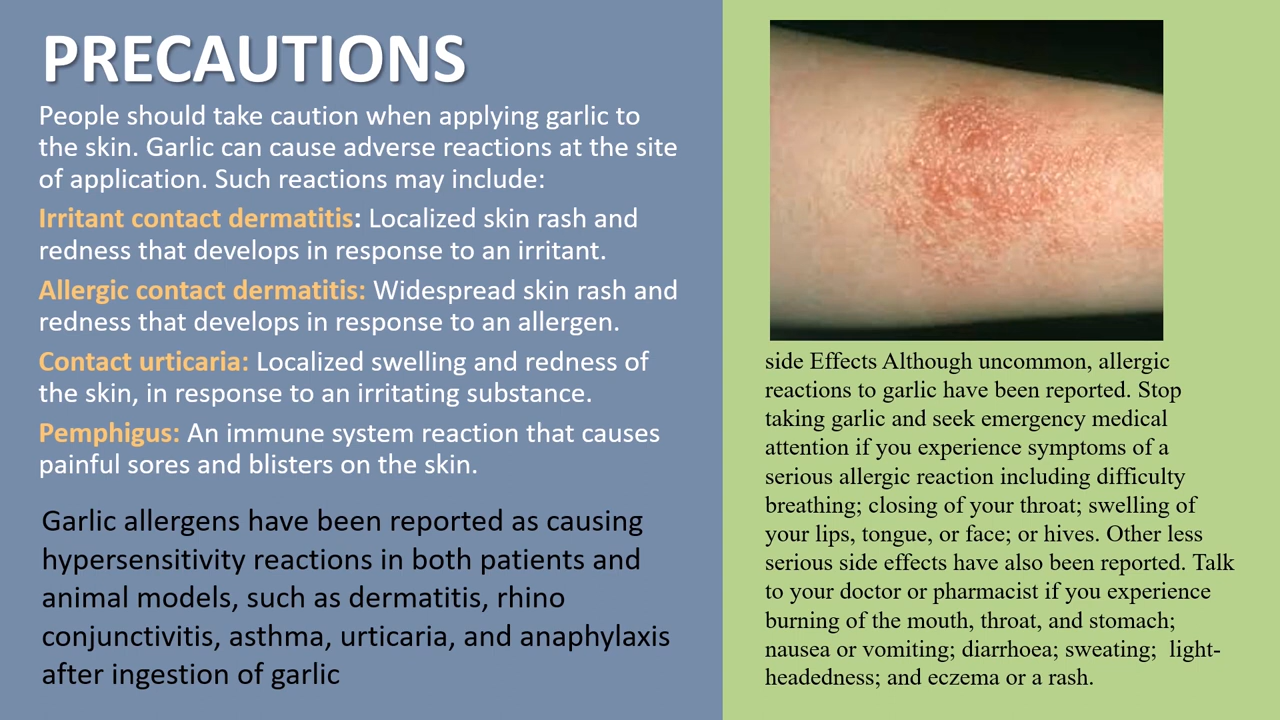 PRECAUTIONS
People should take caution when applying garlic to
the skin. Garlic can cause adverse reactions at the site
of application. Such reactions may include:
Irritant contact dermatitis: Localized skin rash and
redness that develops in response to an irritant.
Allergic contact dermatitis: Widespread skin rash and
redness that develops in response to an allergen.
Contact urticaria: Localized swelling and redness of
the skin, in response to an irritating substance.
Pemphigus: An immune system reaction that causes
painful sores and blisters on the skin.
Garlic allergens have been reported as causing
hypersensitivity reactions in both patients and
animal models, such as dermatitis, rhino
conjunctivitis, asthma, urticaria, and anaphylaxis
after ingestion of garlic
side Effects Although uncommon, allergic
reactions to garlic have been reported. Stop
taking garlic and seek emergency medical
attention if you experience symptoms of a
serious allergic reaction including difficulty
breathing; closing of your throat; swelling of
your lips, tongue, or face; or hives. Other less
serious side effects have also been reported. Talk
to your doctor or pharmacist if you experience
burning of the mouth, throat, and stomach;
nausea or vomiting; diarrhoea; sweating;  light-
headedness; and eczema or a rash.